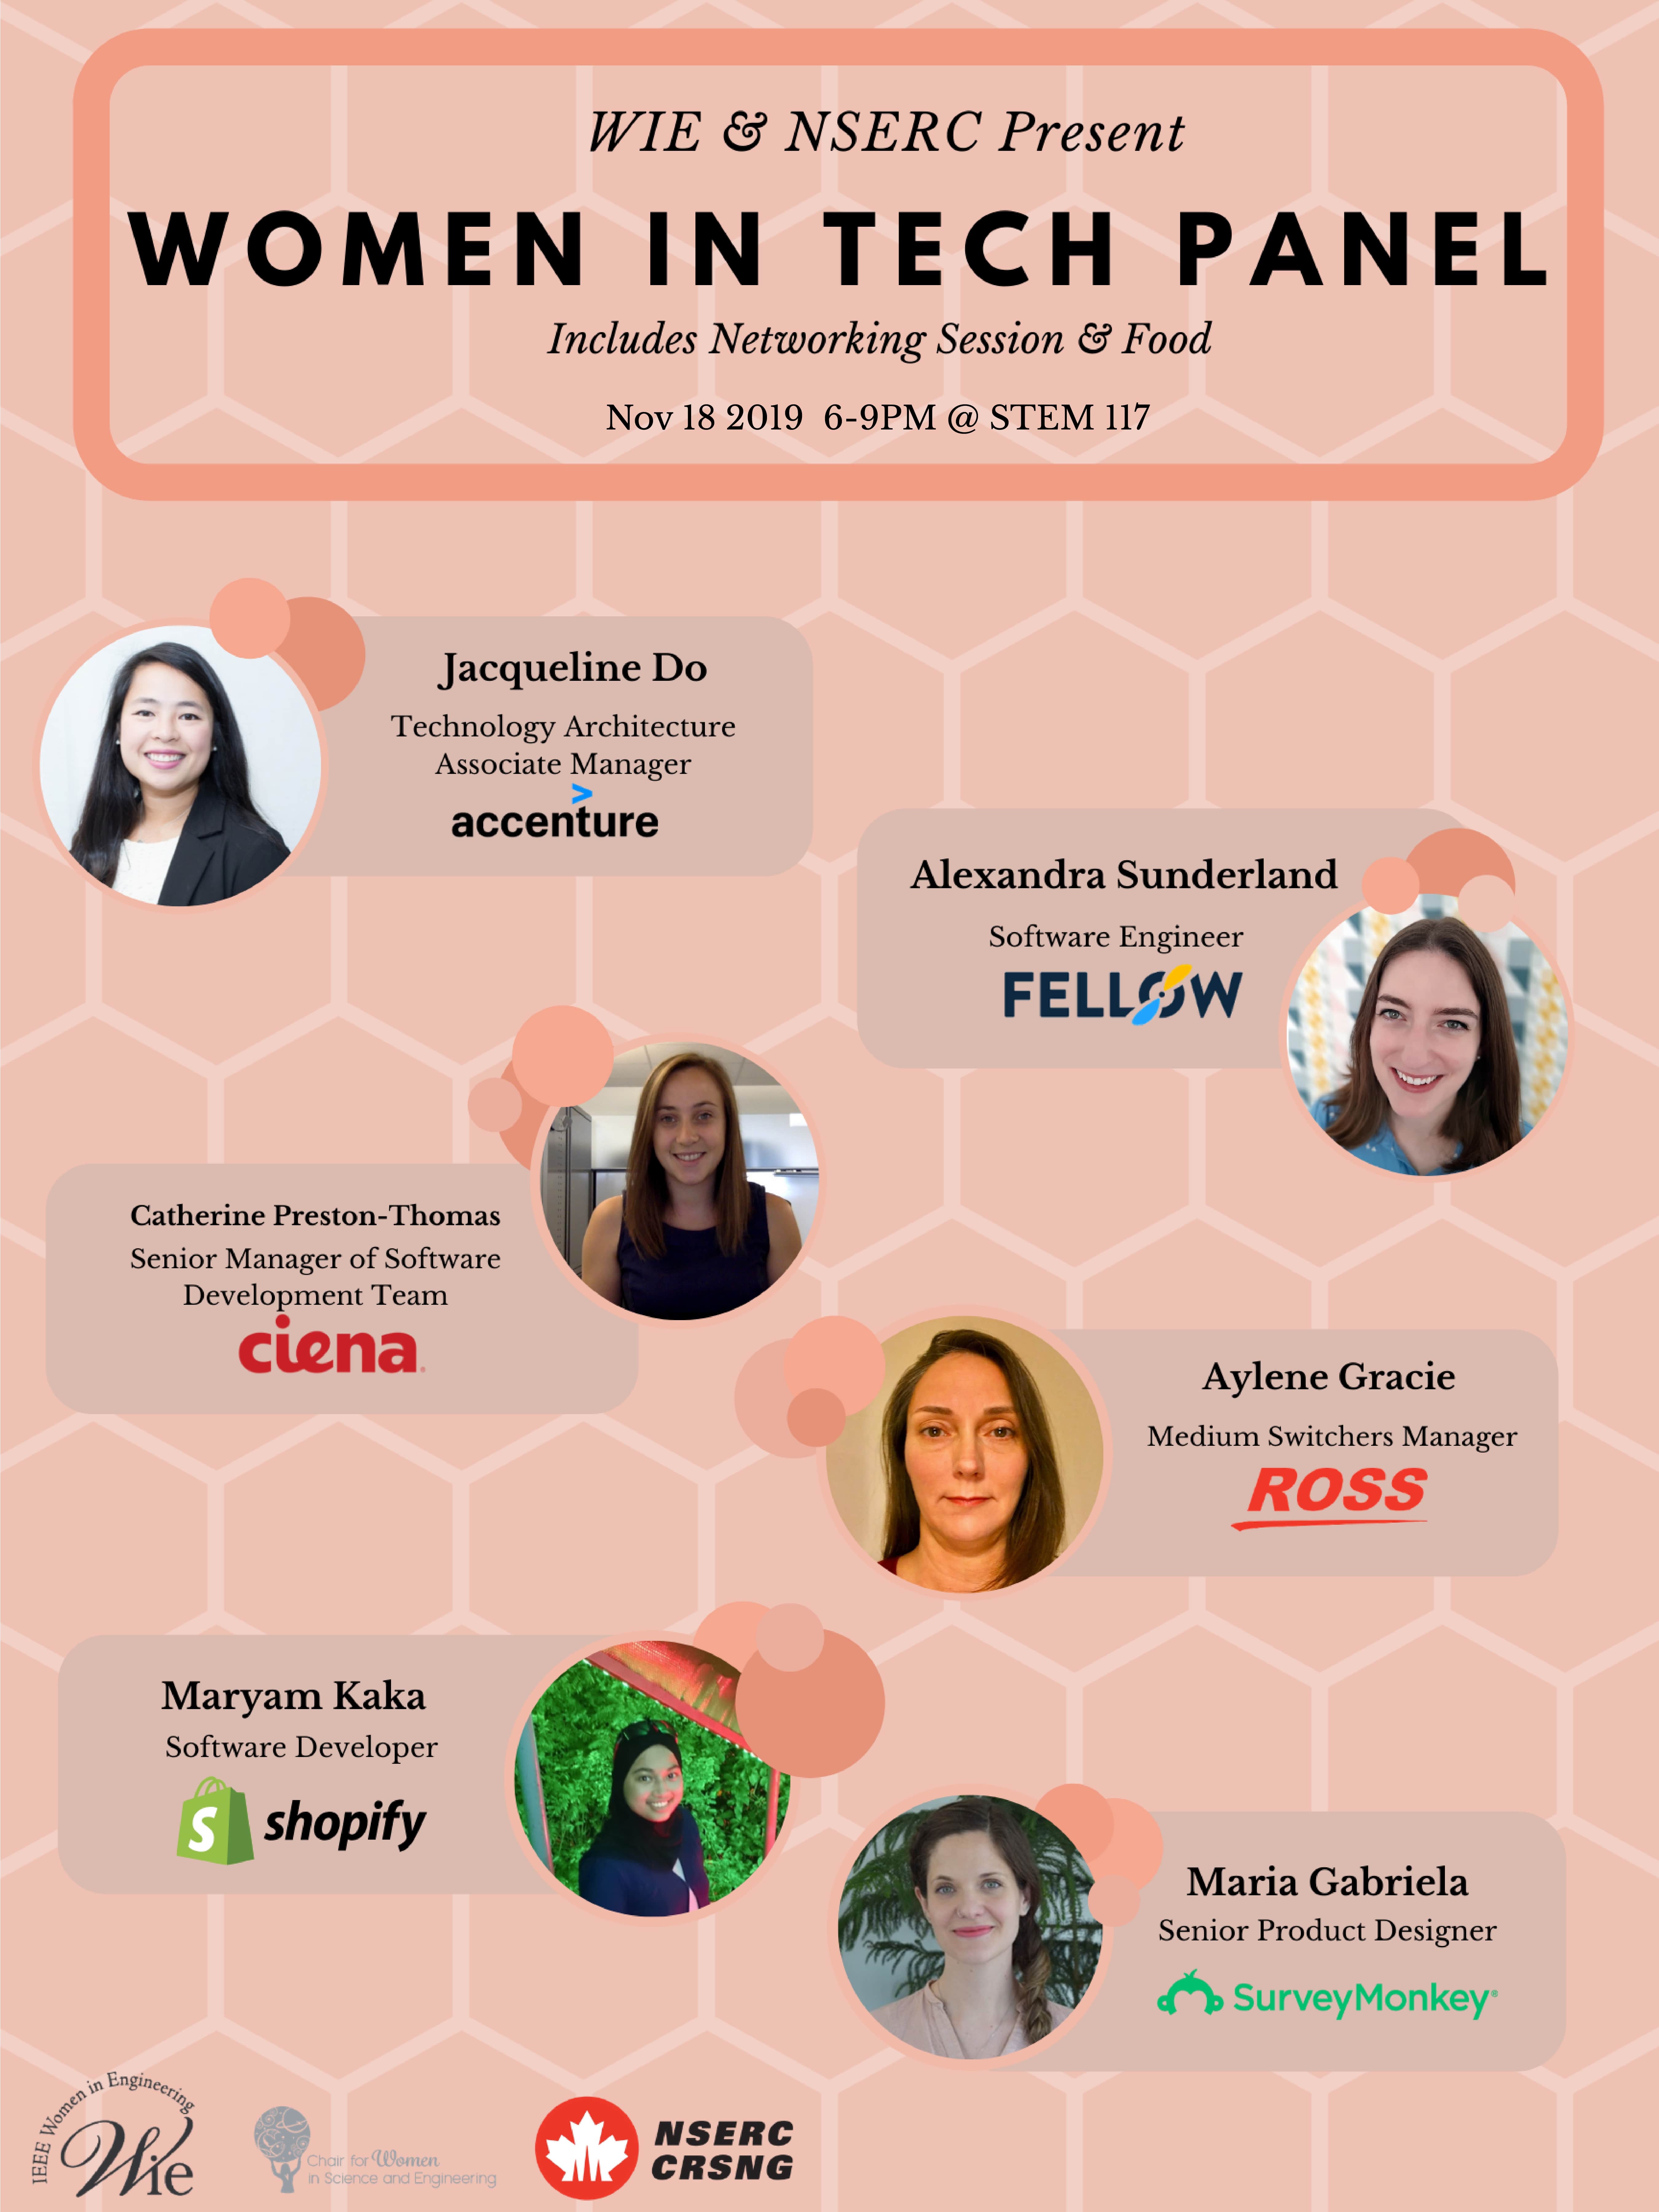 WIE & NSERC Present
WOMEN IN TECH PANEL
Includes Networking Session & Food
Nov 18 2019 6-9PM @ STEM 117
Jacqueline Do
Technology Architecture
Associate Manager
>
accenture
Alexandra Sunderland
Software Engineer
FELLOW
Catherine Preston-Thomas
Senior Manager of Software
Development Team
ciena
Aylene Gracie
Medium Switchers Manager
ROSS
Maryam Kaka
Software Developer
S shopify
Maria Gabriela
Senior Product Designer
SurveyMonkey®
IEEE Women in Engineering
Wie
Chair for Women
in Science and Engineering
NSERC
CRSNG